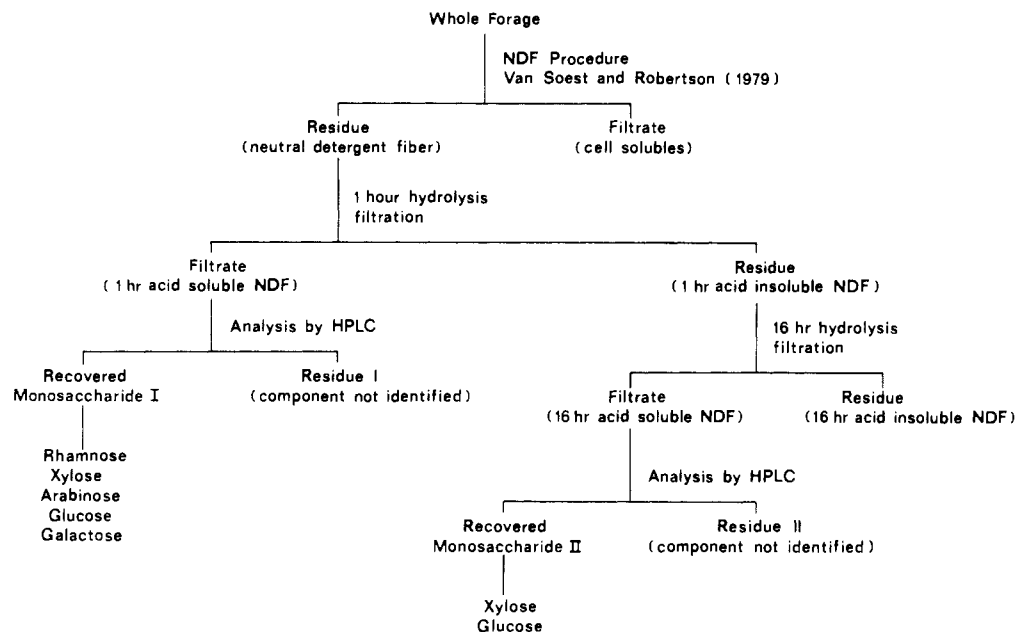 Whole Forage
NDF Procedure
Van Soest and Robertson (1979)
Residue
(neutral detergent fiber)
Filtrate
(cell solubles)
1 hour hydrolysis
filtration
Filtrate
(1 hr acid soluble NDF)
Residue
(1 hr acid insoluble NDF)
Analysis by HPLC
16 hr hydrolysis
filtration
Recovered
Monosaccharide I
Residue I
(component not identified)
Filtrate
(16 hr acid soluble NDF)
Residue
(16 hr acid insoluble NDF)
Rhamnose
Xylose
Arabinose
Glucose
Galactose
Analysis by HPLC
Recovered
Monosaccharide II
Residue II
(component not identified)
Xylose
Glucose